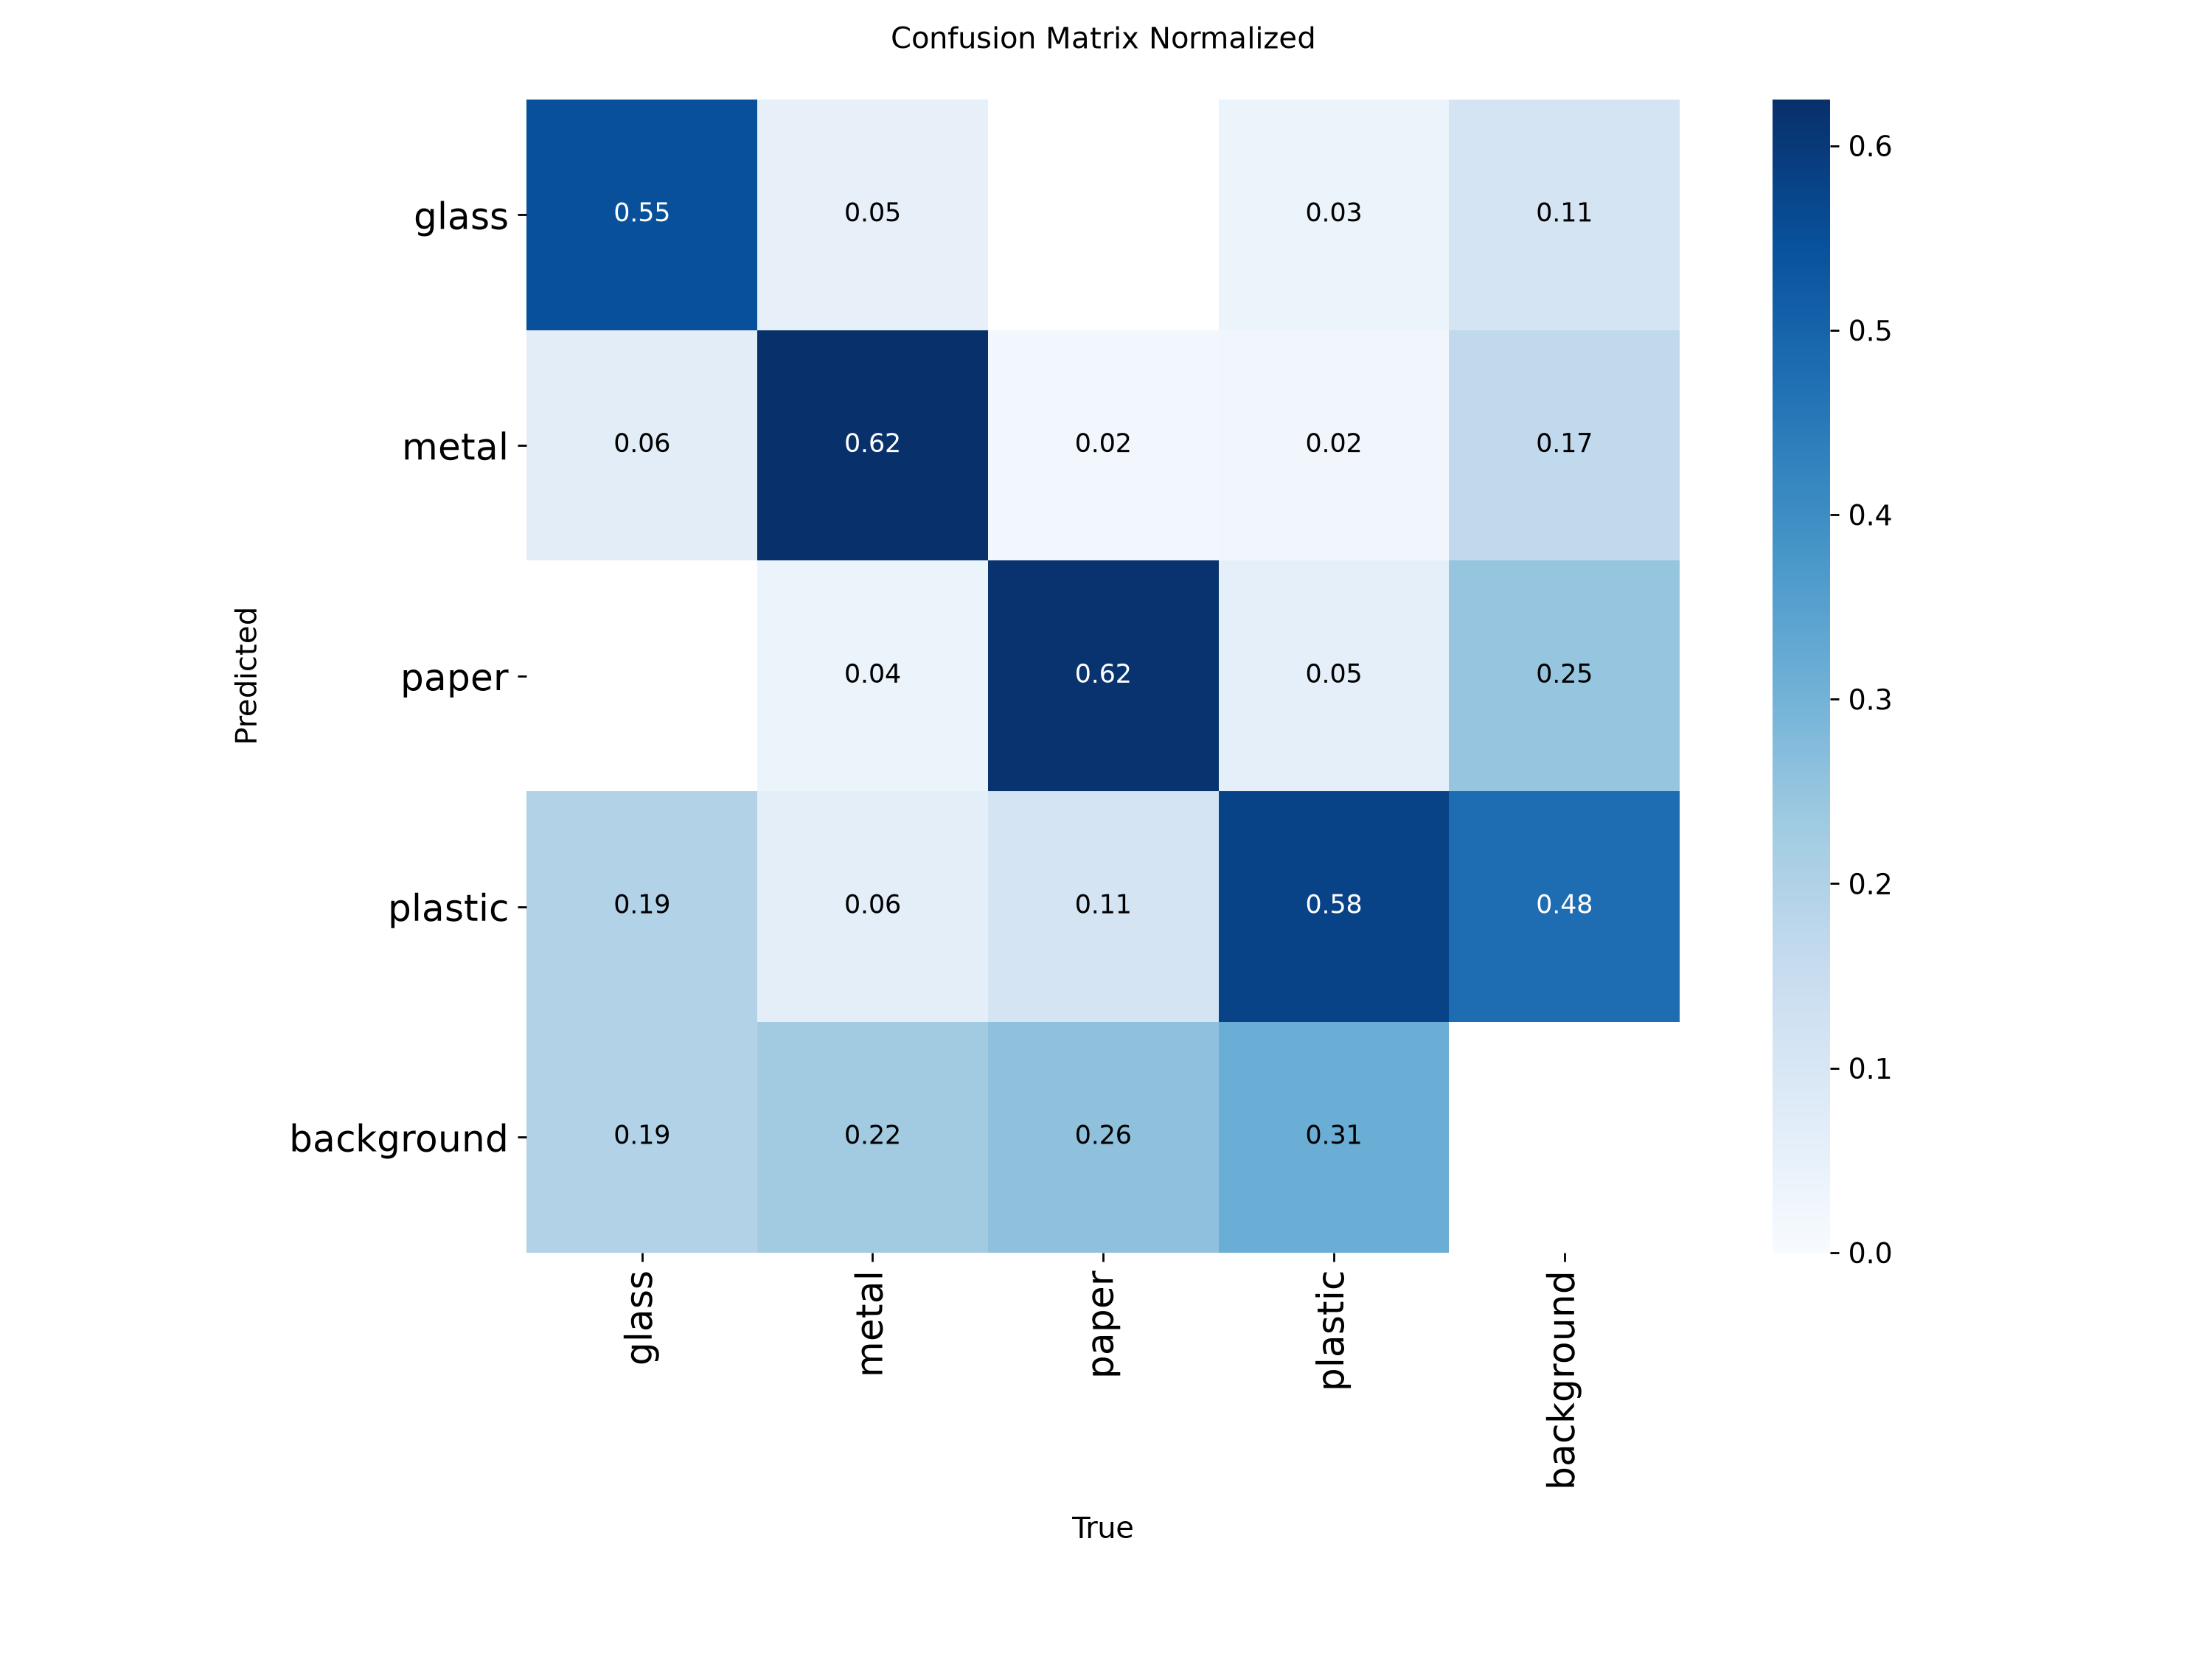 Confusion Matrix Normalized
glass 0.55 0.05 0.03 0.11
metal 0.06 0.62 0.02 0.02 0.17
paper 0.04 0.62 0.05 0.25
plastic 0.19 0.06 0.11 0.58 0.48
background 0.19 0.22 0.26 0.31
glass metal paper plastic background
True
Predicted
0.6
0.5
0.4
0.3
0.2
0.1
0.0